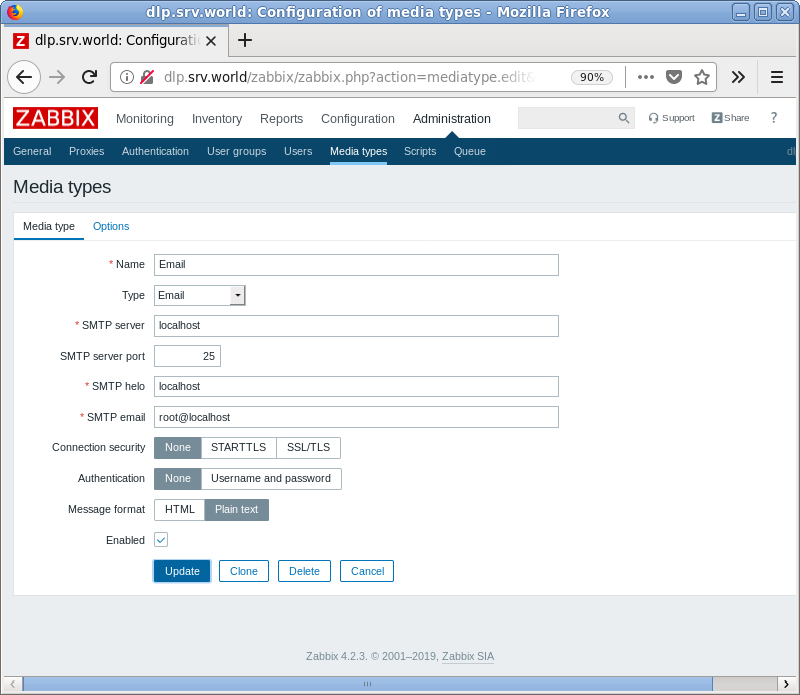 dlp.srv.world: Configuration of media types - Mozilla Firefox
Z dlp.srv.world: Configurati
dlp.srv.world/zabbix/zabbix.php?action=mediatype.edit& 90%
ZABBIX Monitoring Inventory Reports Configuration Administration Support Z Share ?
General Proxies Authentication User groups Users Media types Scripts Queue dl
Media types
Media type Options
* Name Email
Type Email
* SMTP server localhost
SMTP server port 25
* SMTP helo localhost
* SMTP email root@localhost
Connection security None STARTTLS SSL/TLS
Authentication None Username and password
Message format HTML Plain text
Enabled
Update Clone Delete Cancel
Zabbix 4.2.3. © 2001–2019, Zabbix SIA